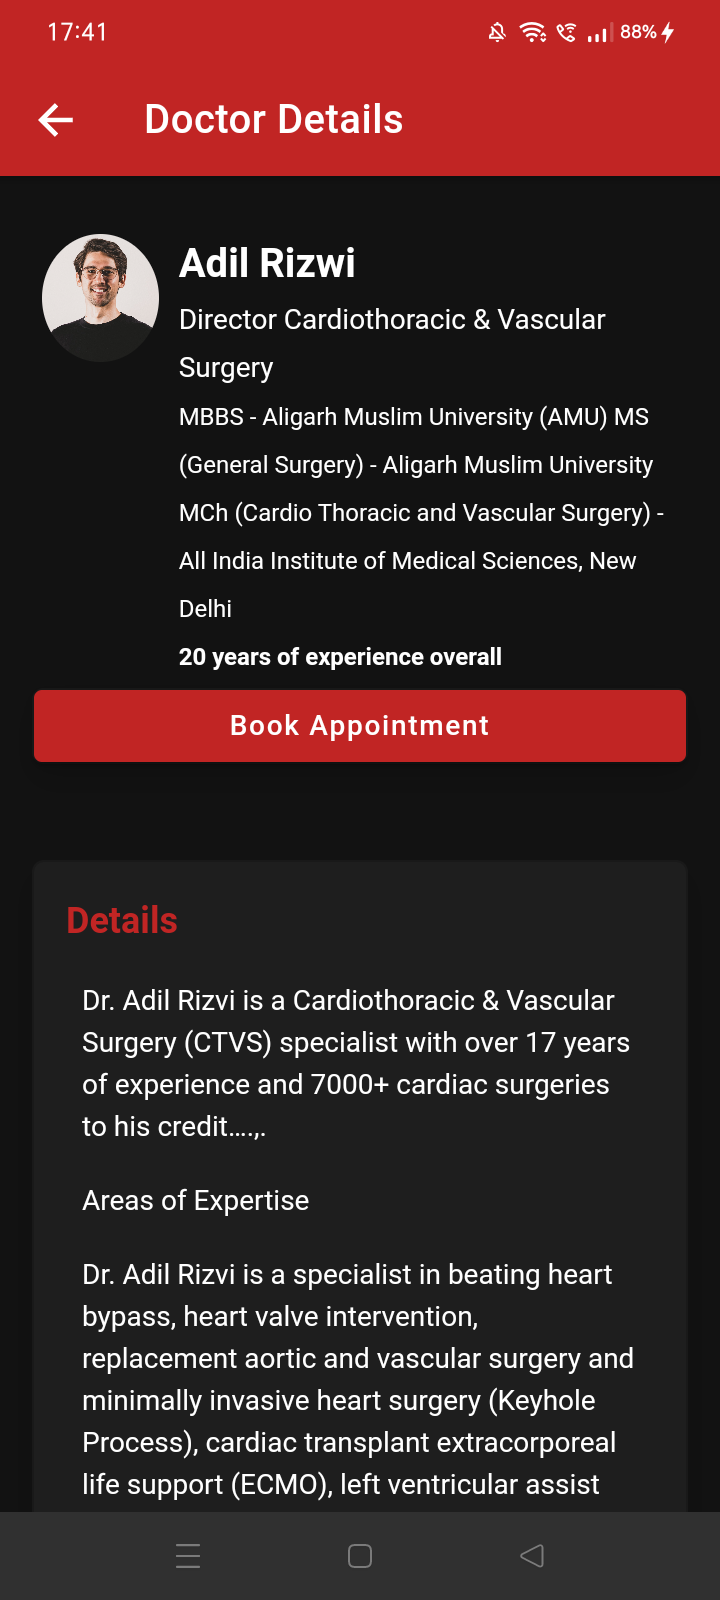 17:41
88%
Doctor Details
Adil Rizwi
Director Cardiothoracic & Vascular
Surgery
MBBS - Aligarh Muslim University (AMU) MS
(General Surgery) - Aligarh Muslim University
MCh (Cardio Thoracic and Vascular Surgery) -
All India Institute of Medical Sciences, New
Delhi
20 years of experience overall
Book Appointment
Details
Dr. Adil Rizvi is a Cardiothoracic & Vascular
Surgery (CTVS) specialist with over 17 years
of experience and 7000+ cardiac surgeries
to his credit....,.
Areas of Expertise
Dr. Adil Rizvi is a specialist in beating heart
bypass, heart valve intervention,
replacement aortic and vascular surgery and
minimally invasive heart surgery (Keyhole
Process), cardiac transplant extracorporeal
life support (ECMO), left ventricular assist